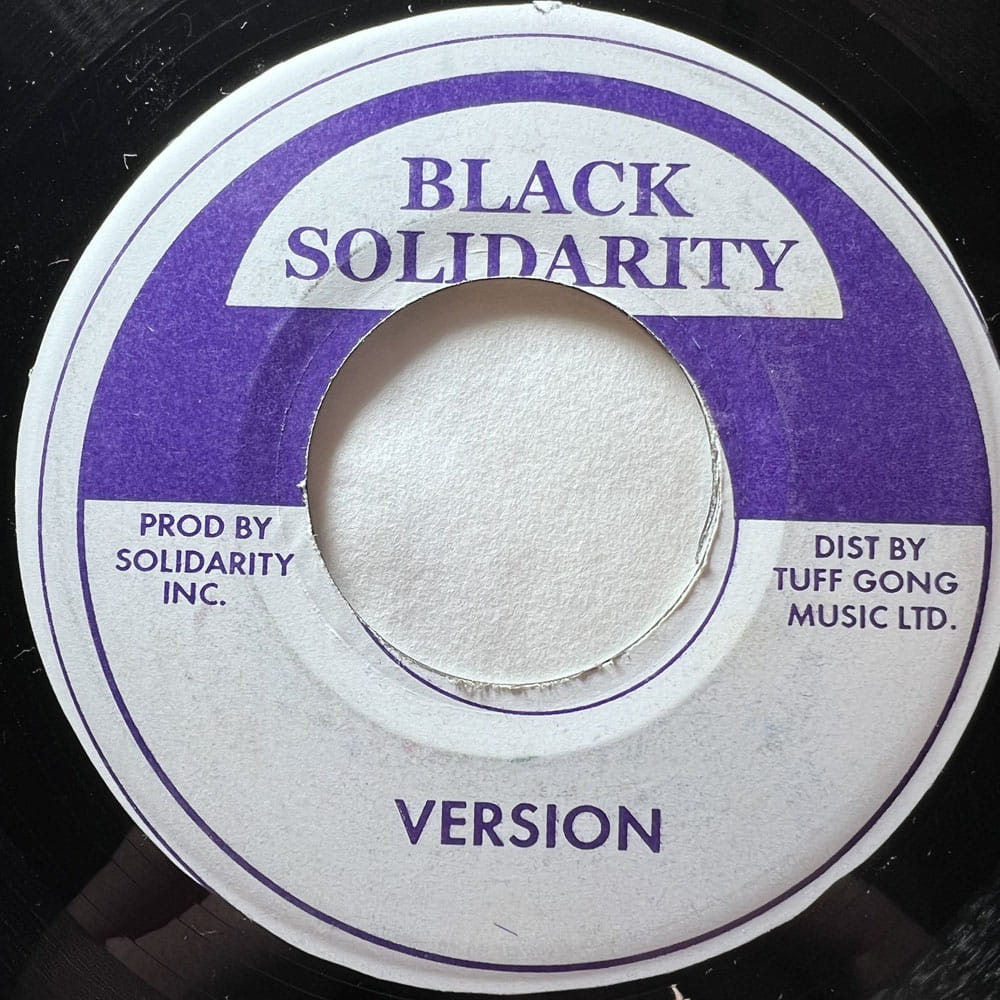 BLACK
SOLIDARITY
PROD BY
SOLIDARITY
INC.
DIST BY
TUFF GONG
MUSIC LTD.
VERSION